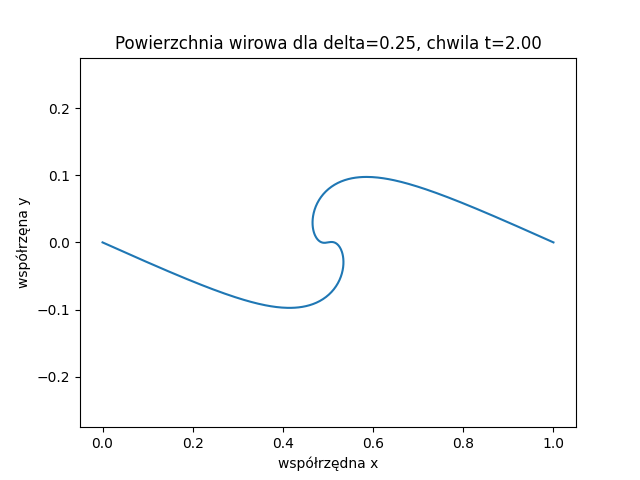 Powierzchnia wirowa dla delta=0.25, chwila t=2.00
0.2
0.1
0.0
−0.1
−0.2
współrzęna y
0.0 0.2 0.4 0.6 0.8 1.0
współrzędna x